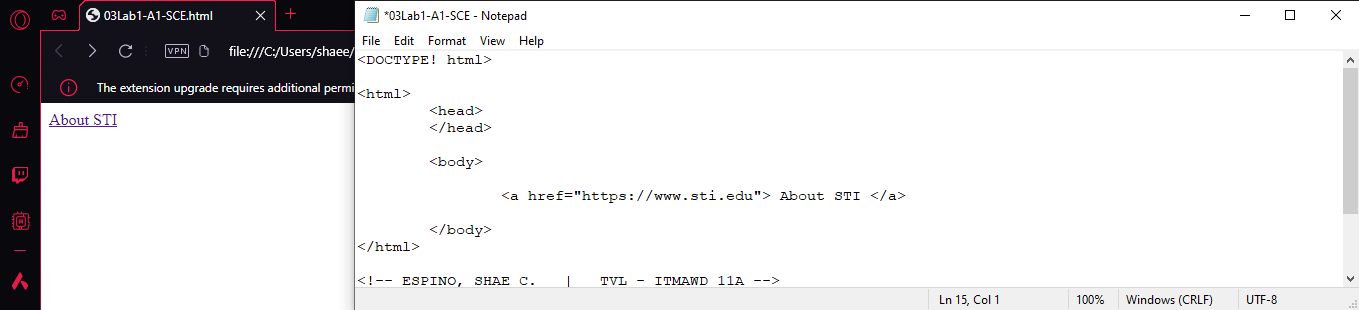 03Lab1-A1-SCE.html
VPN
file:///C:/Users/shaee/
The extension upgrade requires additional permi
About STI
*03Lab1-A1-SCE - Notepad
File Edit Format View Help
<DOCTYPE! html>
<html>
<head>
</head>
<body>
<a href="https://www.sti.edu"> About STI </a>
</body>
</html>
<!-- ESPINO, SHAE C. | TVL - ITMAWD 11A -->
Ln 15, Col 1 100% Windows (CRLF) UTF-8